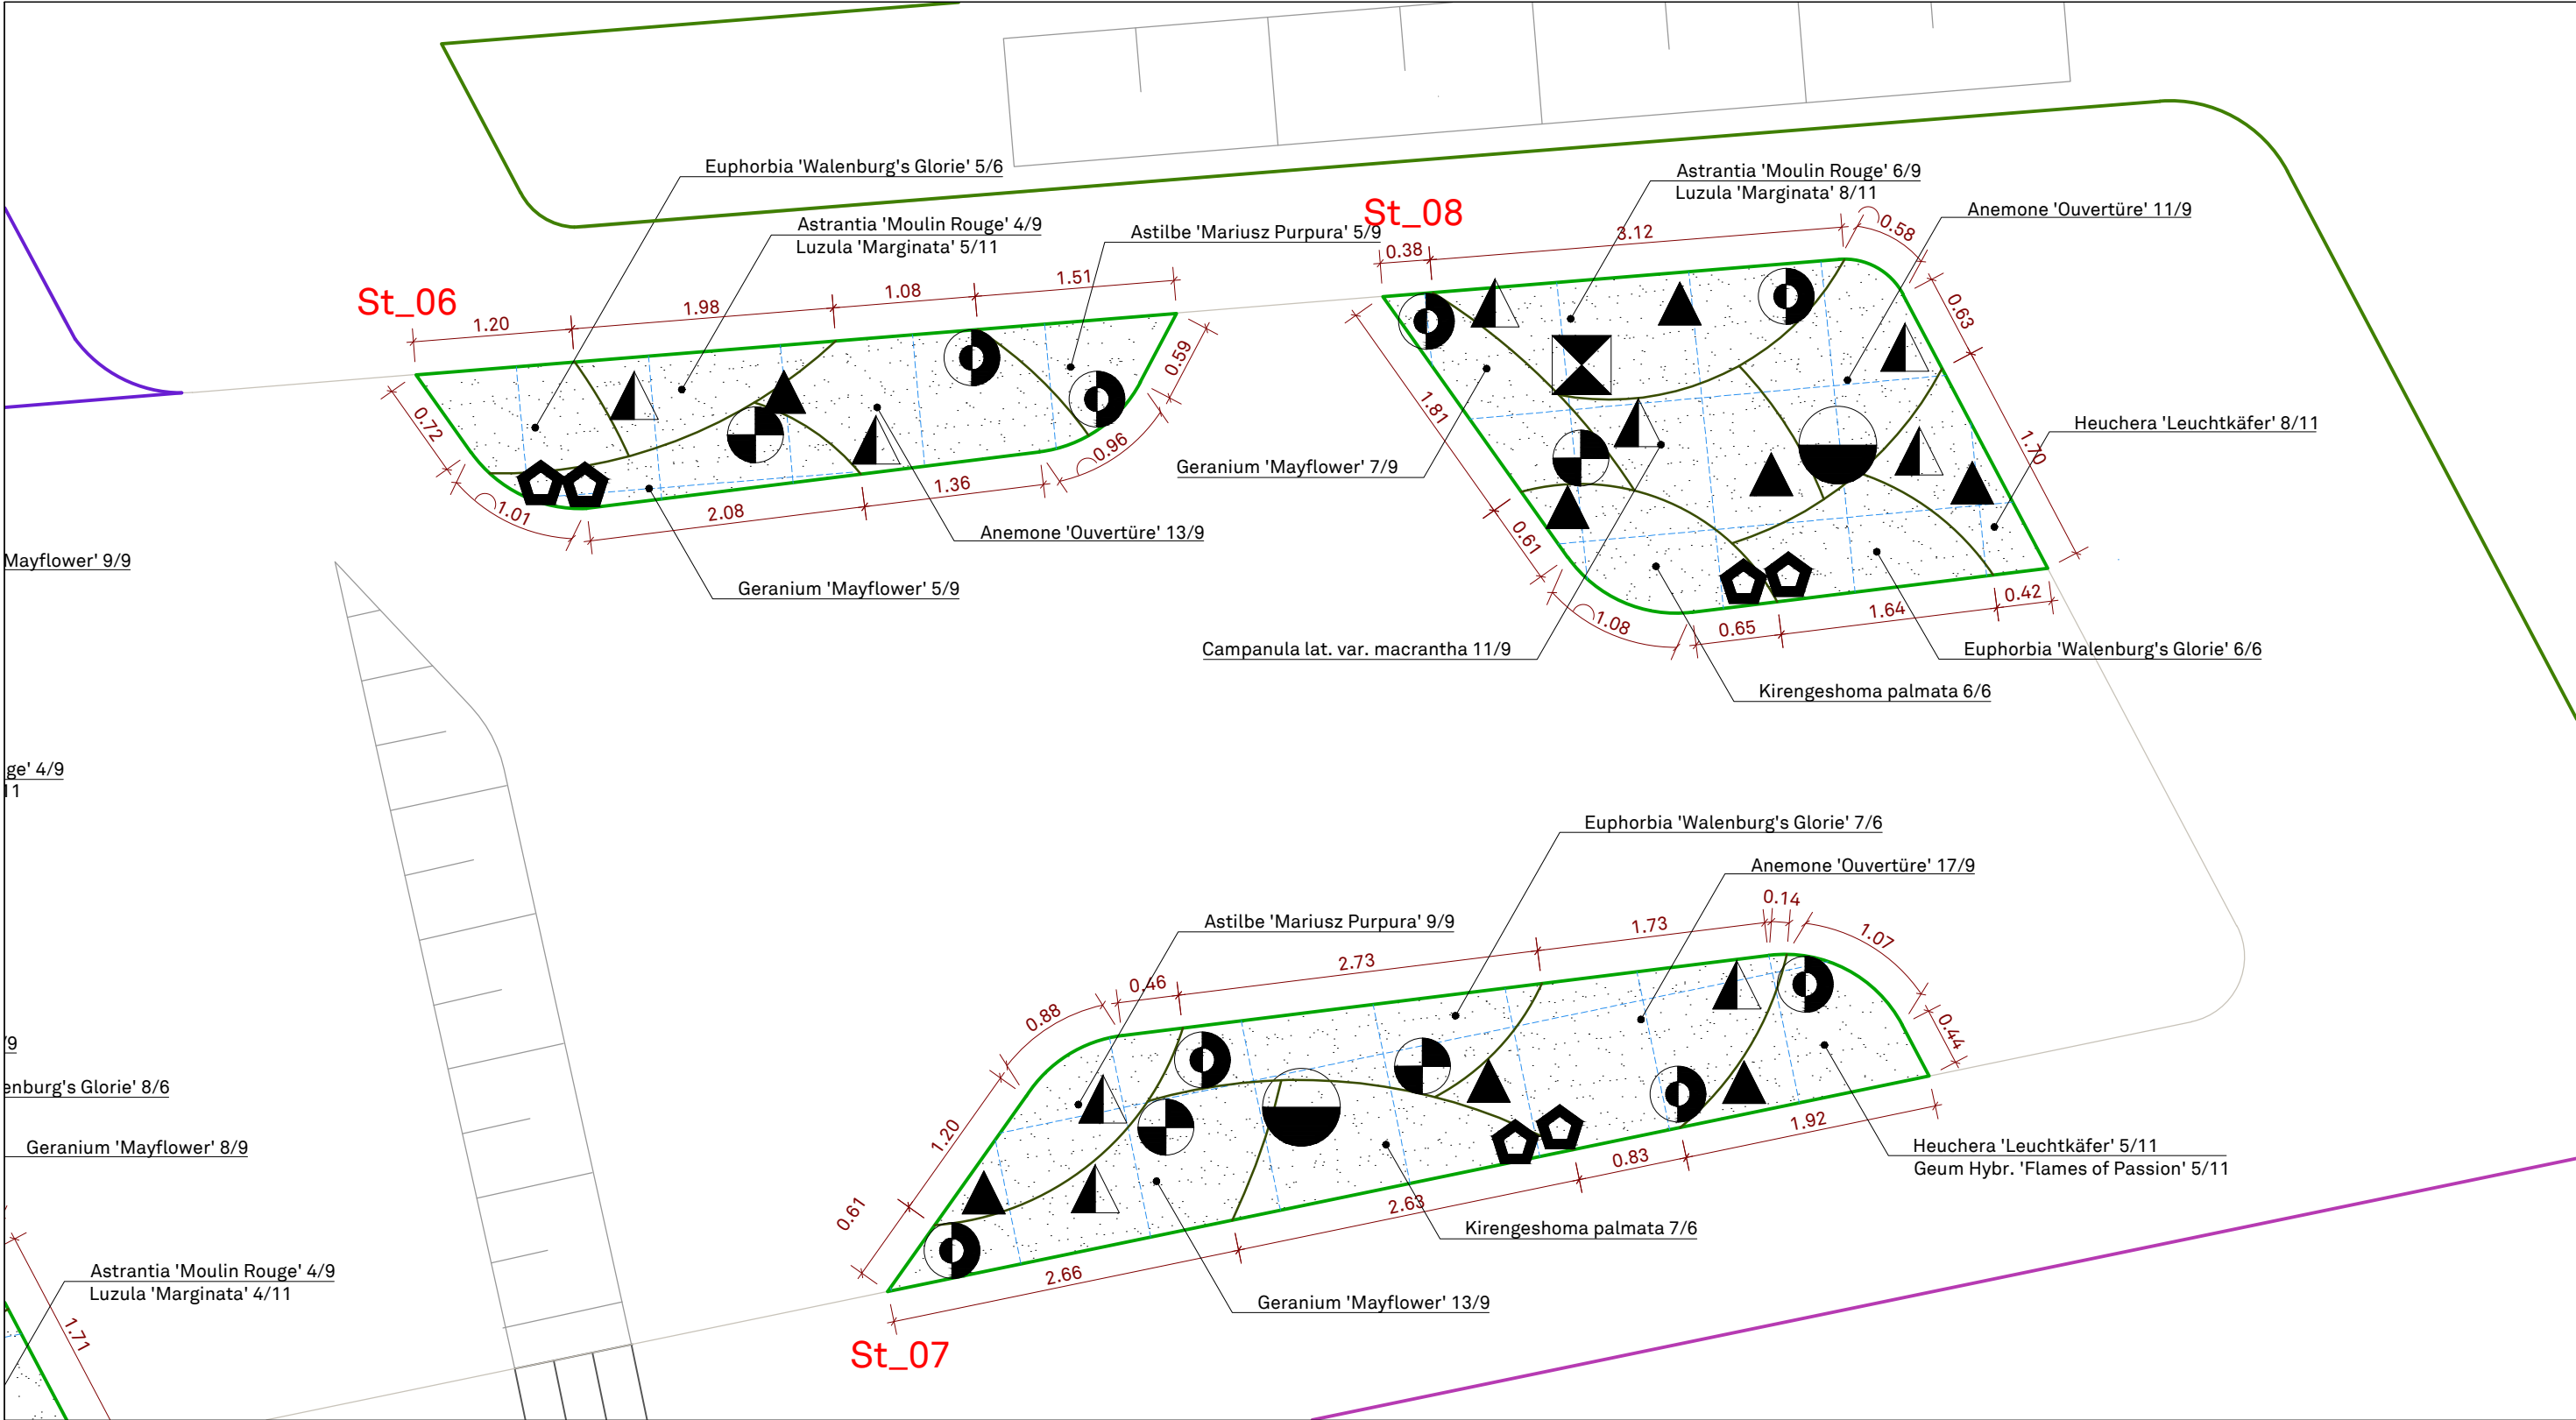 Euphorbia 'Walenburg's Glorie' 5/6
Astrantia 'Moulin Rouge' 4/9
Luzula 'Marginata' 5/11
Astilbe 'Mariusz Purpura' 5/9
St_06
1.20
1.98
1.08
1.51
0.59
0.96
0.72
1.01
2.08
1.36
Anemone 'Ouvertüre' 13/9
Geranium 'Mayflower' 5/9
St_08
Astrantia 'Moulin Rouge' 6/9
Luzula 'Marginata' 8/11
Anemone 'Ouvertüre' 11/9
0.38
3.12
0.58
0.63
1.70
1.81
0.61
1.08
0.65
1.64
0.42
Heuchera 'Leuchtkäfer' 8/11
Geranium 'Mayflower' 7/9
Campanula lat. var. macrantha 11/9
Euphorbia 'Walenburg's Glorie' 6/6
Kirengeshoma palmata 6/6
Mayflower' 9/9
ge' 4/9
11
/9
enburg's Glorie' 8/6
Geranium 'Mayflower' 8/9
Astrantia 'Moulin Rouge' 4/9
Luzula 'Marginata' 4/11
1.71
Euphorbia 'Walenburg's Glorie' 7/6
Anemone 'Ouvertüre' 17/9
Astilbe 'Mariusz Purpura' 9/9
0.88
0.46
2.73
1.73
0.14
1.07
0.44
1.20
0.61
2.66
2.63
0.83
1.92
Heuchera 'Leuchtkäfer' 5/11
Geum Hybr. 'Flames of Passion' 5/11
Kirengeshoma palmata 7/6
Geranium 'Mayflower' 13/9
St_07